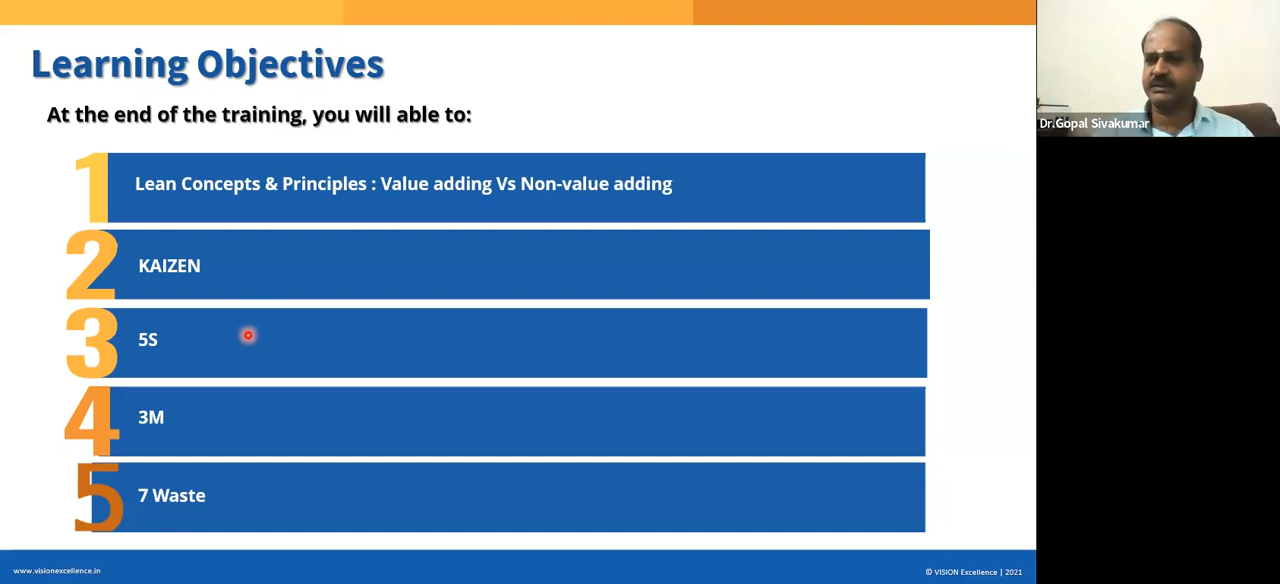 Learning Objectives
At the end of the training, you will able to:
1
Lean Concepts & Principles : Value adding Vs Non-value adding
2
KAIZEN
3
5S
4
3M
5
7 Waste
www.visionexcellence.in
© VISION Excellence | 2021
Dr.Gopal Sivakumar